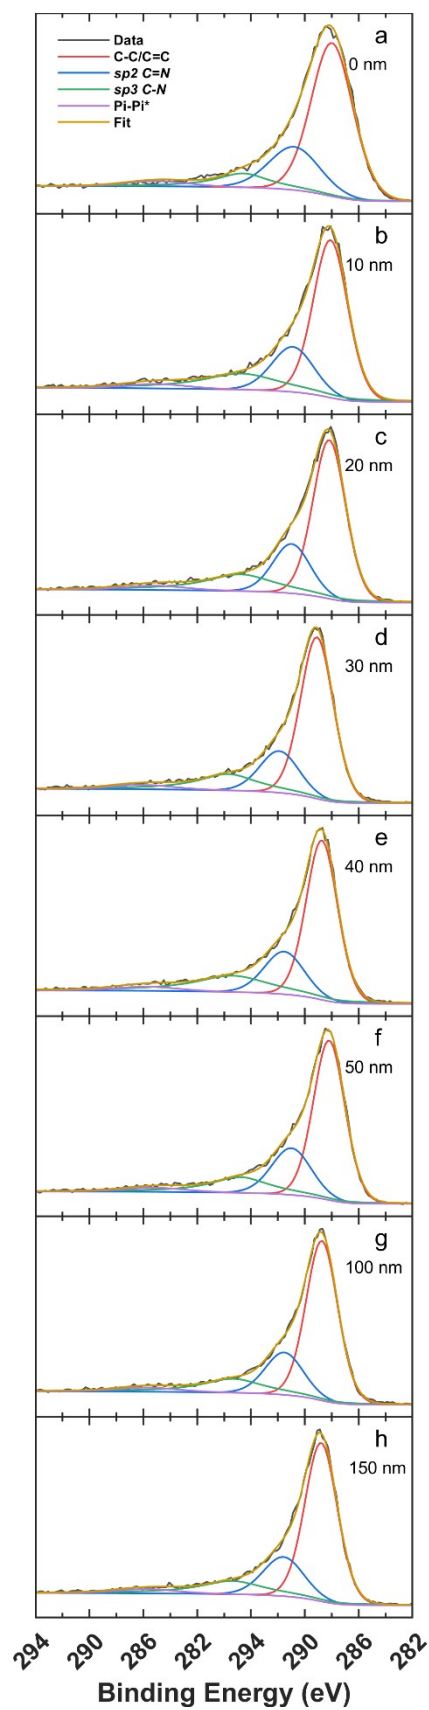 a
Data
C-C/C=C
sp2 C=N
sp3 C-N
Pi-Pi*
Fit
0 nm
b
10 nm
c
20 nm
d
30 nm
e
40 nm
f
50 nm
g
100 nm
h
150 nm
294 290 286 282 294 290 286 282
Binding Energy (eV)